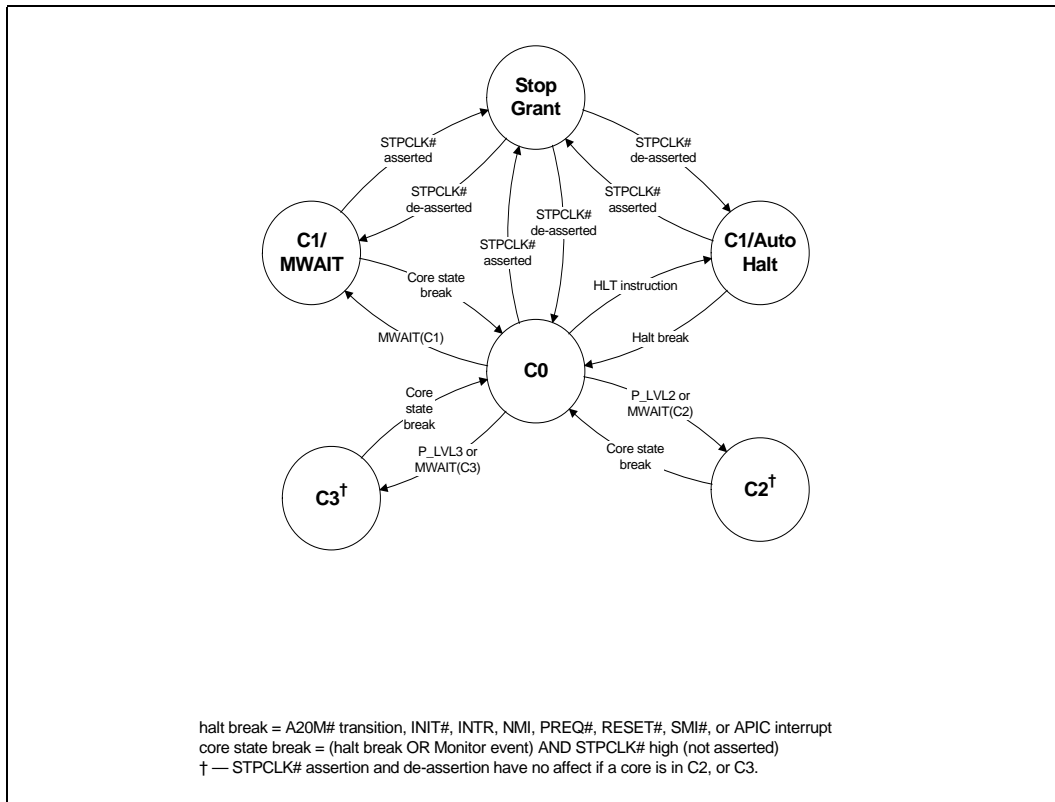 Stop
Grant
STPCLK#
asserted
STPCLK#
de-asserted
STPCLK#
de-asserted
STPCLK#
asserted
STPCLK#
asserted
STPCLK#
de-asserted
C1/
MWAIT
C1/Auto
Halt
Core state
break
HLT instruction
MWAIT(C1)
Halt break
C0
Core
state
break
P_LVL2 or
MWAIT(C2)
P_LVL3 or
MWAIT(C3)
Core state
break
C3†
C2†
halt break = A20M# transition, INIT#, INTR, NMI, PREQ#, RESET#, SMI#, or APIC interrupt
core state break = (halt break OR Monitor event) AND STPCLK# high (not asserted)
† — STPCLK# assertion and de-assertion have no affect if a core is in C2, or C3.